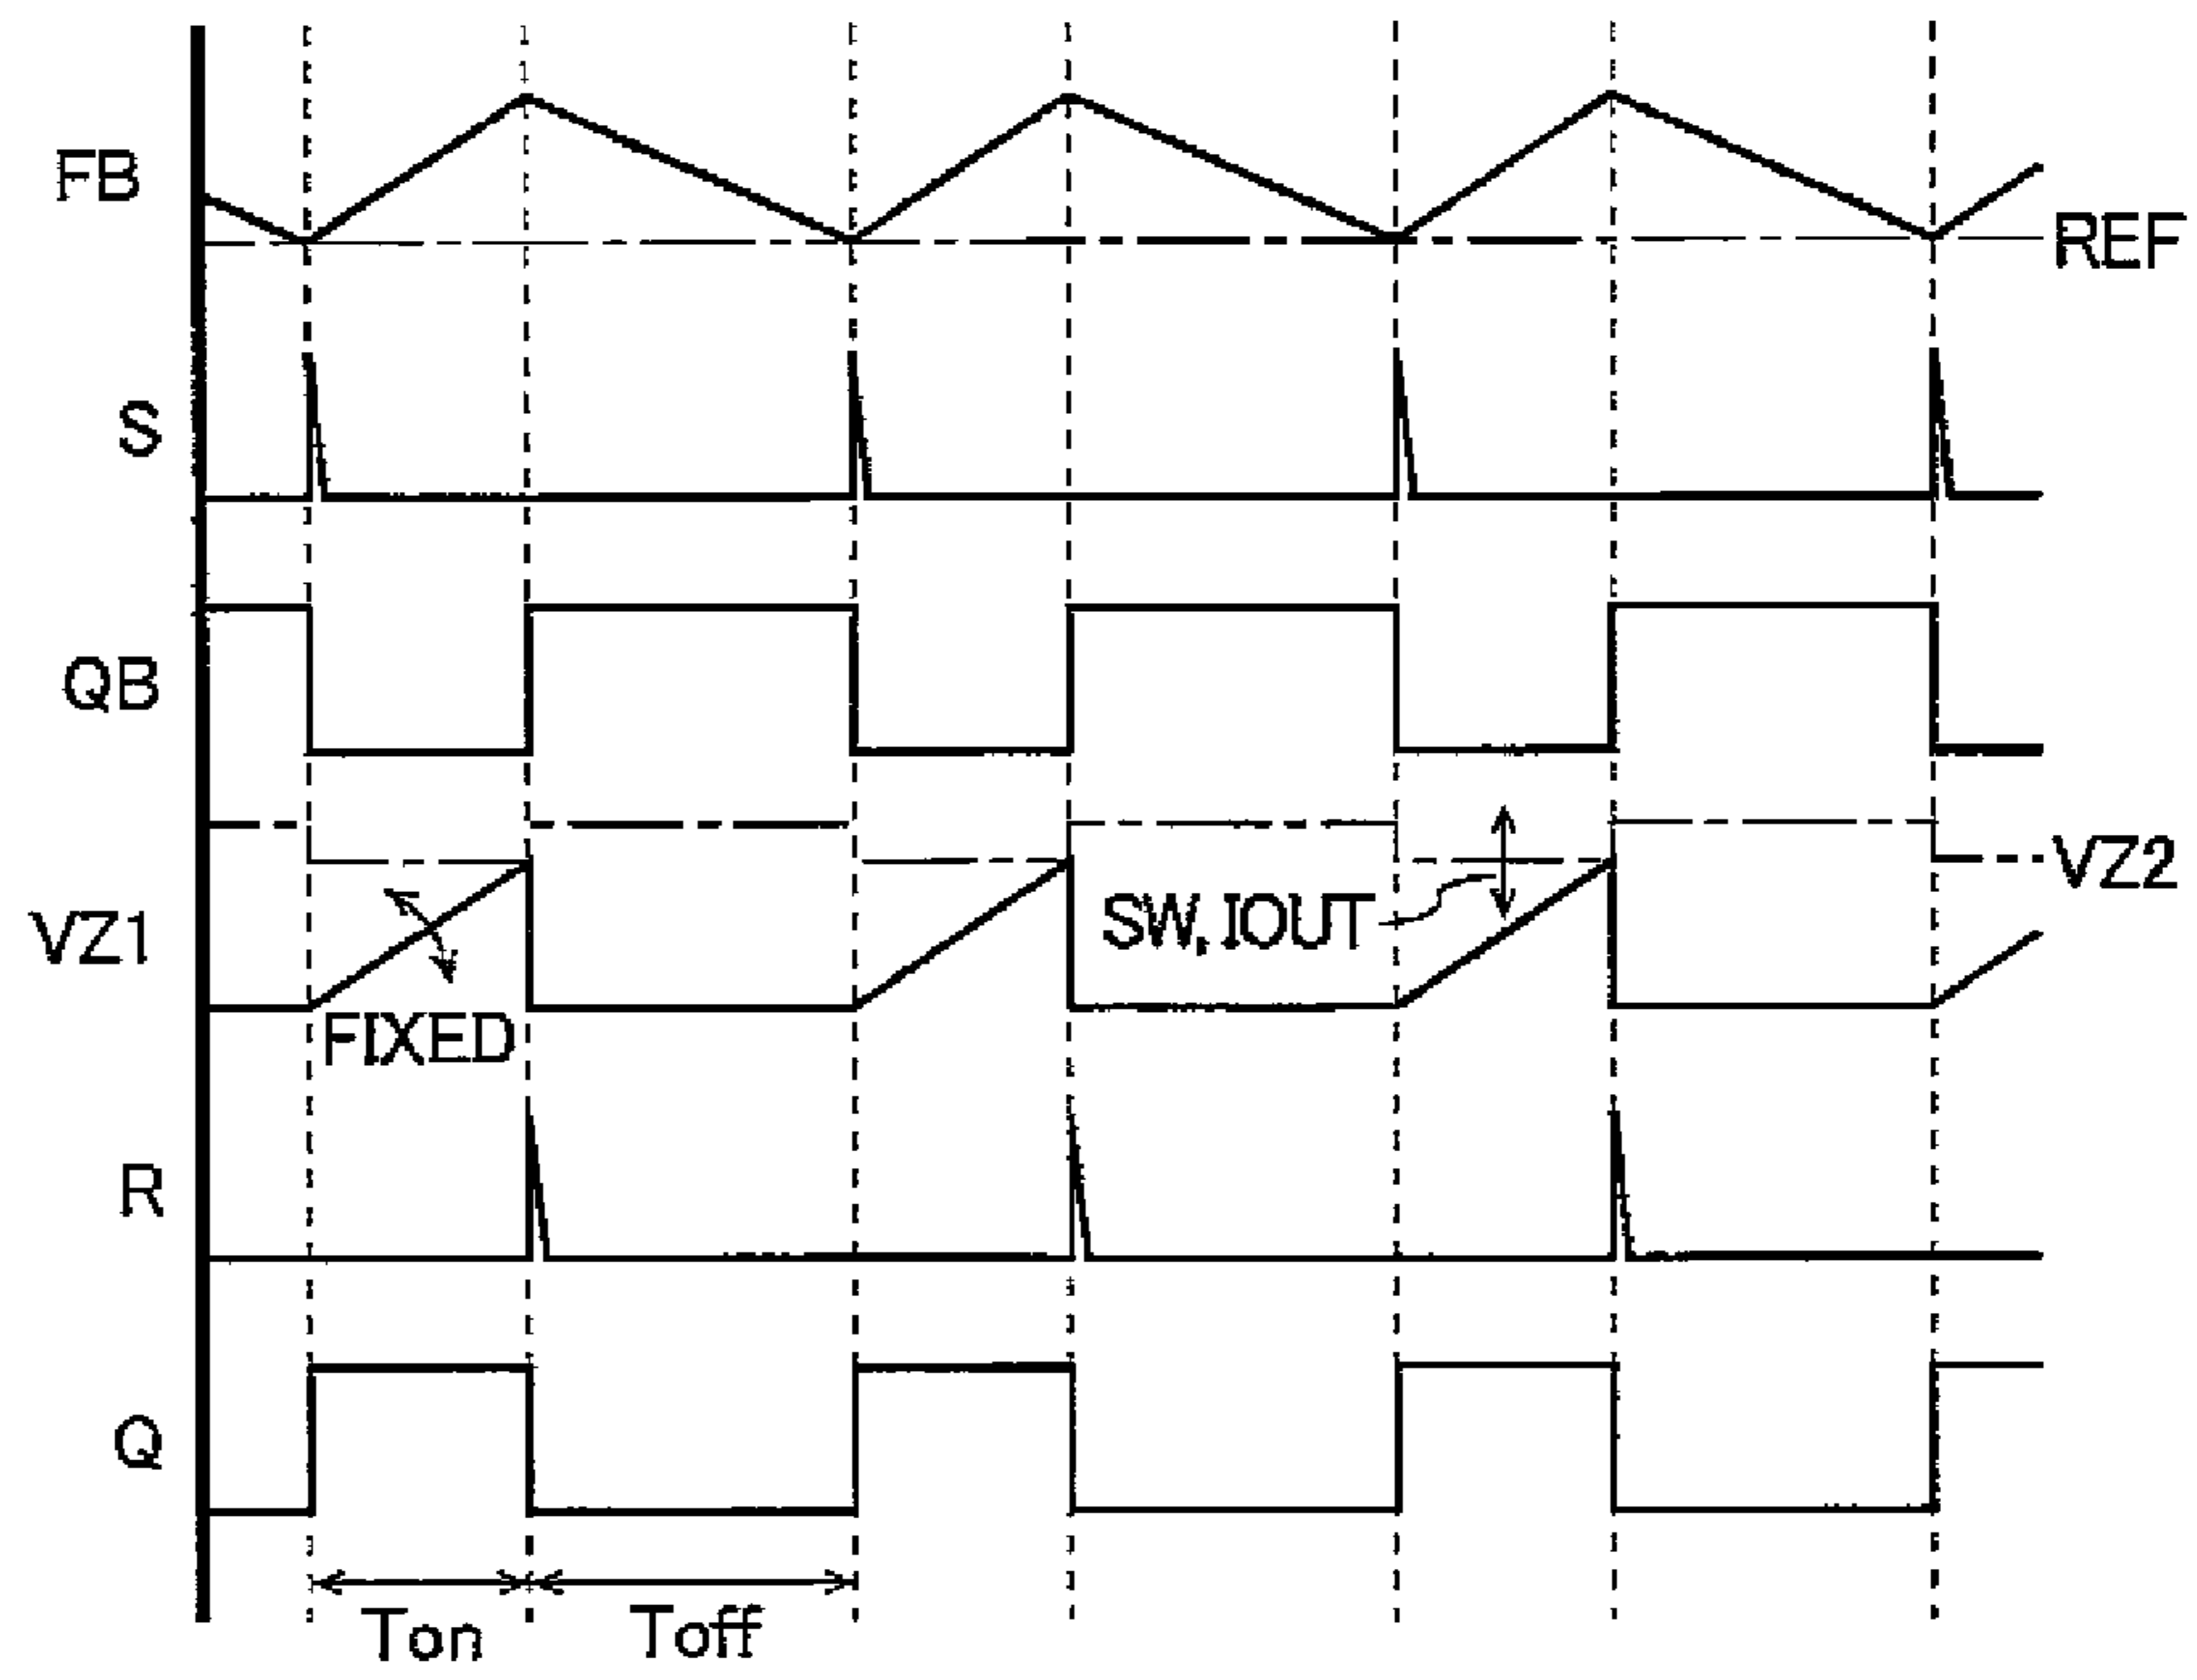 FB
REF
S
QB
VZ2
VZ1
SW, IOUT
FIXED
R
Q
Ton
Toff